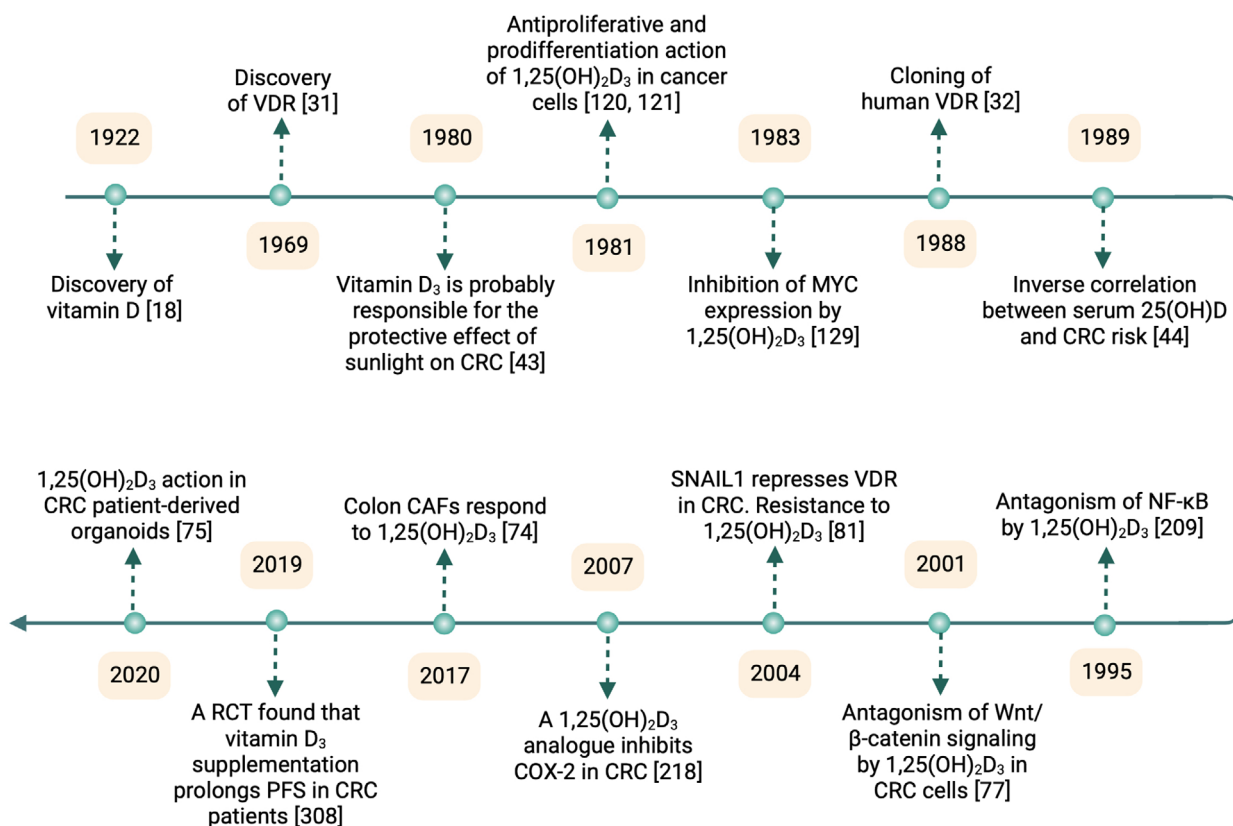 1922
Discovery of
vitamin D [18]
Discovery
of VDR [31]
1969
1980
Vitamin D₃ is probably
responsible for the
protective effect of
sunlight on CRC [43]
Antiproliferative and
prodifferentiation action
of 1,25(OH)₂D₃ in cancer
cells [120, 121]
1981
1983
Inhibition of MYC
expression by
1,25(OH)₂D₃ [129]
Cloning of
human VDR [32]
1988
1989
Inverse correlation
between serum 25(OH)D
and CRC risk [44]
Antagonism of NF-κB
by 1,25(OH)₂D₃ [209]
1995
2001
Antagonism of Wnt/
β-catenin signaling
by 1,25(OH)₂D₃ in
CRC cells [77]
SNAIL1 represses VDR
in CRC. Resistance to
1,25(OH)₂D₃ [81]
2004
2007
A 1,25(OH)₂D₃
analogue inhibits
COX-2 in CRC [218]
Colon CAFs respond
to 1,25(OH)₂D₃ [74]
2017
2019
A RCT found that
vitamin D₃
supplementation
prolongs PFS in CRC
patients [308]
1,25(OH)₂D₃ action in
CRC patient-derived
organoids [75]
2020